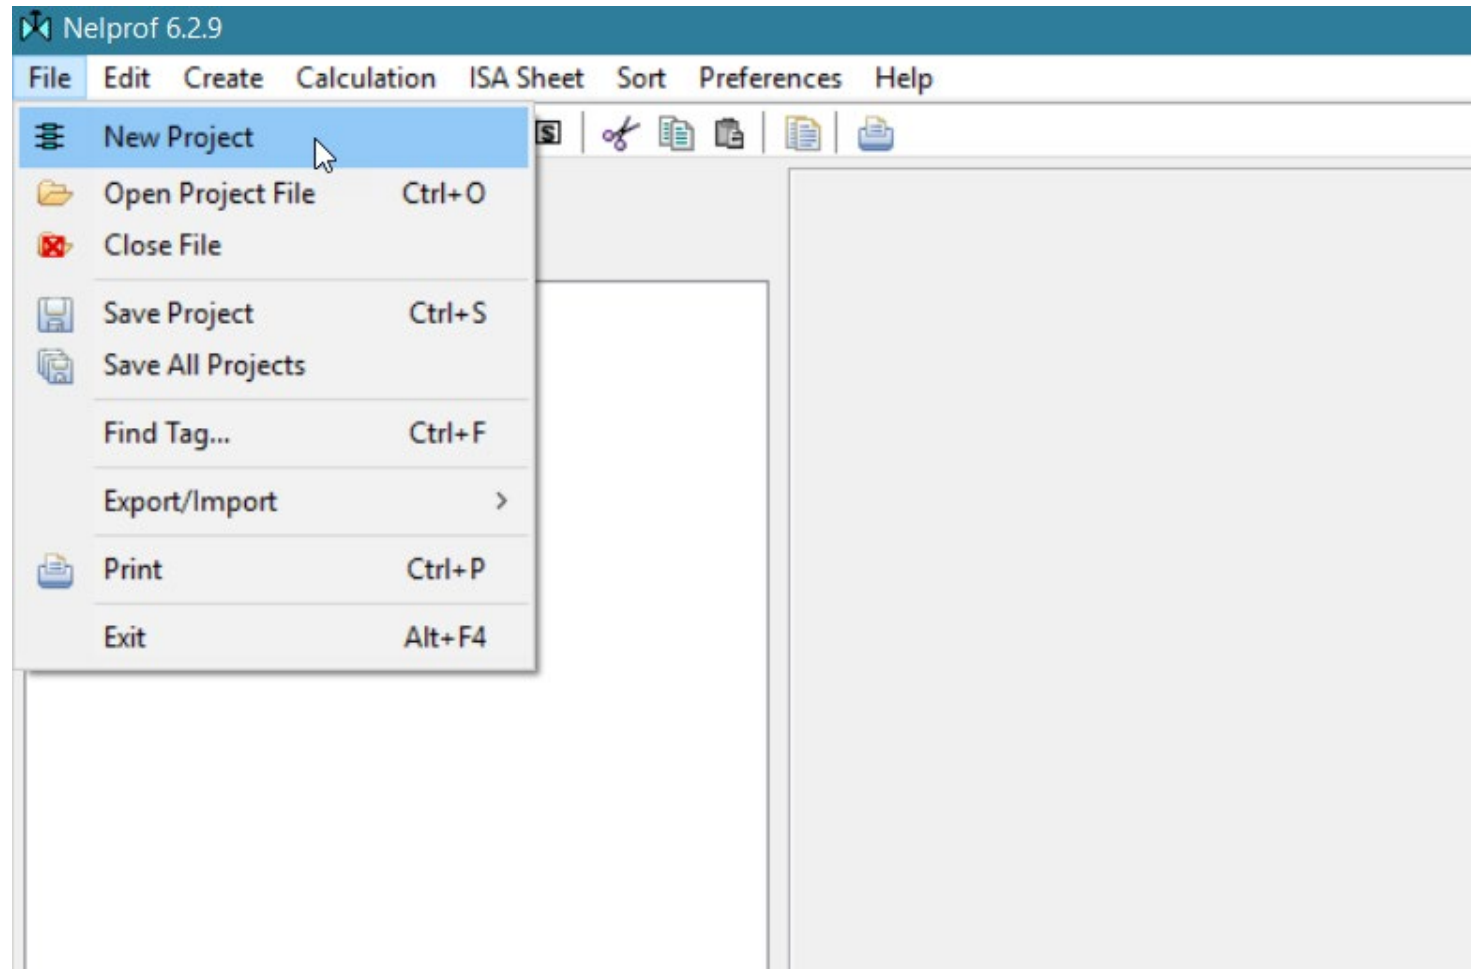 Nelprof 6.2.9
File Edit Create Calculation ISA Sheet Sort Preferences Help
New Project
S
Open Project File Ctrl+O
Close File
Save Project Ctrl+S
Save All Projects
Find Tag... Ctrl+F
Export/Import
Print Ctrl+P
Exit Alt+F4